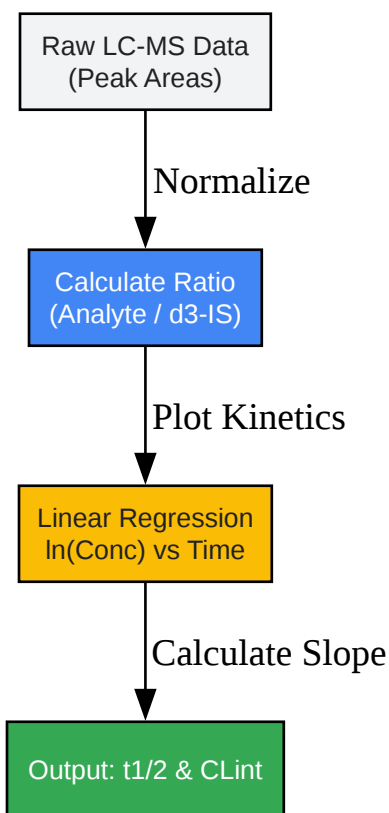 Raw LC-MS Data
(Peak Areas)
Normalize
Calculate Ratio
(Analyte / d3-IS)
Plot Kinetics
Linear Regression
ln(Conc) vs Time
Calculate Slope
Output: t1/2 & CLint